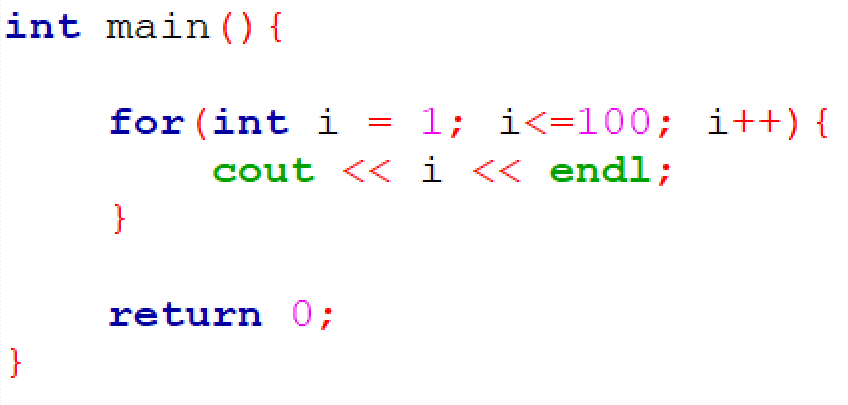 int main(){
for(int i = 1; i<=100; i++){
cout << i << endl;
}
return 0;
}